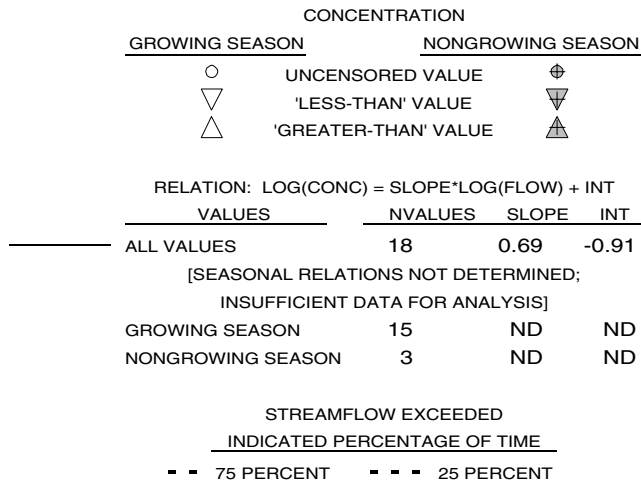 CONCENTRATION
GROWING SEASON NONGROWING SEASON
UNCENSORED VALUE
'LESS-THAN' VALUE
'GREATER-THAN' VALUE
RELATION: LOG(CONC) = SLOPE*LOG(FLOW) + INT
VALUES NVALUES SLOPE INT
ALL VALUES 18 0.69 -0.91
[SEASONAL RELATIONS NOT DETERMINED;
INSUFFICIENT DATA FOR ANALYSIS]
GROWING SEASON 15 ND ND
NONGROWING SEASON 3 ND ND
STREAMFLOW EXCEEDED
INDICATED PERCENTAGE OF TIME
75 PERCENT 25 PERCENT